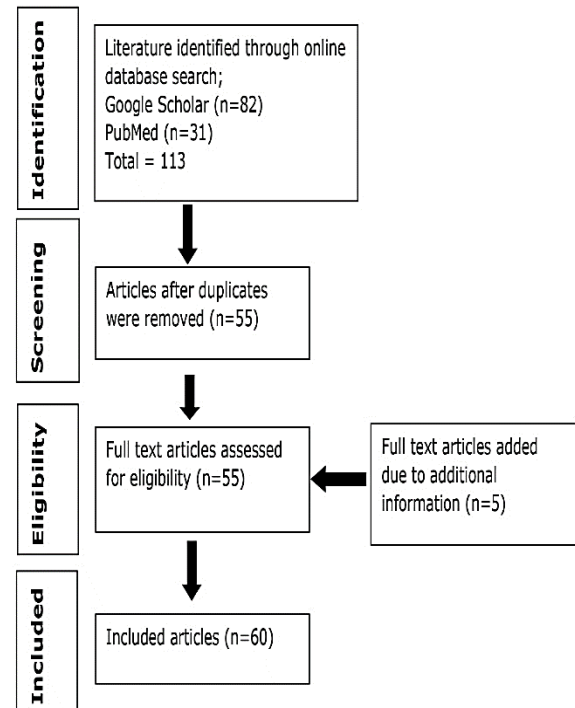 Identification
Literature identified through online
database search;
Google Scholar (n=82)
PubMed (n=31)
Total = 113
Screening
Articles after duplicates
were removed (n=55)
Eligibility
Full text articles assessed
for eligibility (n=55)
Full text articles added
due to additional
information (n=5)
Included
Included articles (n=60)